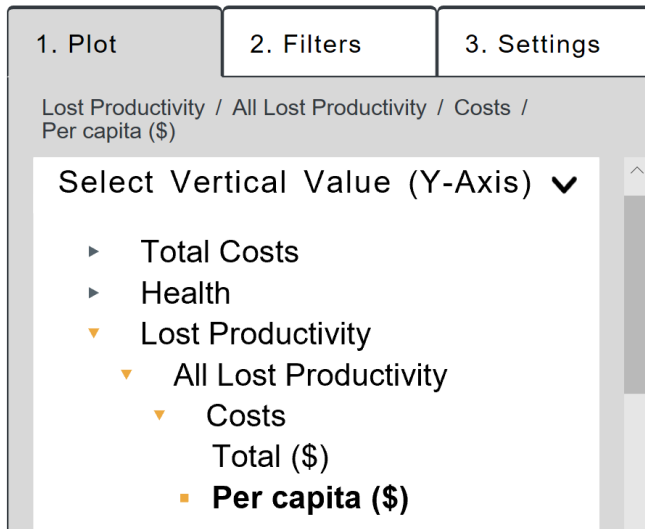 1. Plot
2. Filters
3. Settings
Lost Productivity / All Lost Productivity / Costs /
Per capita ($)
Select Vertical Value (Y-Axis)
Total Costs
Health
Lost Productivity
All Lost Productivity
Costs
Total ($)
Per capita ($)